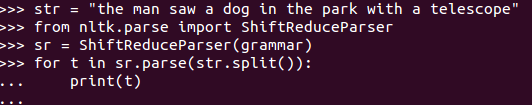 >>> str = "the man saw a dog in the park with a telescope"
>>> from nltk.parse import ShiftReduceParser
>>> sr = ShiftReduceParser(grammar)
>>> for t in sr.parse(str.split()):
...     print(t)
...